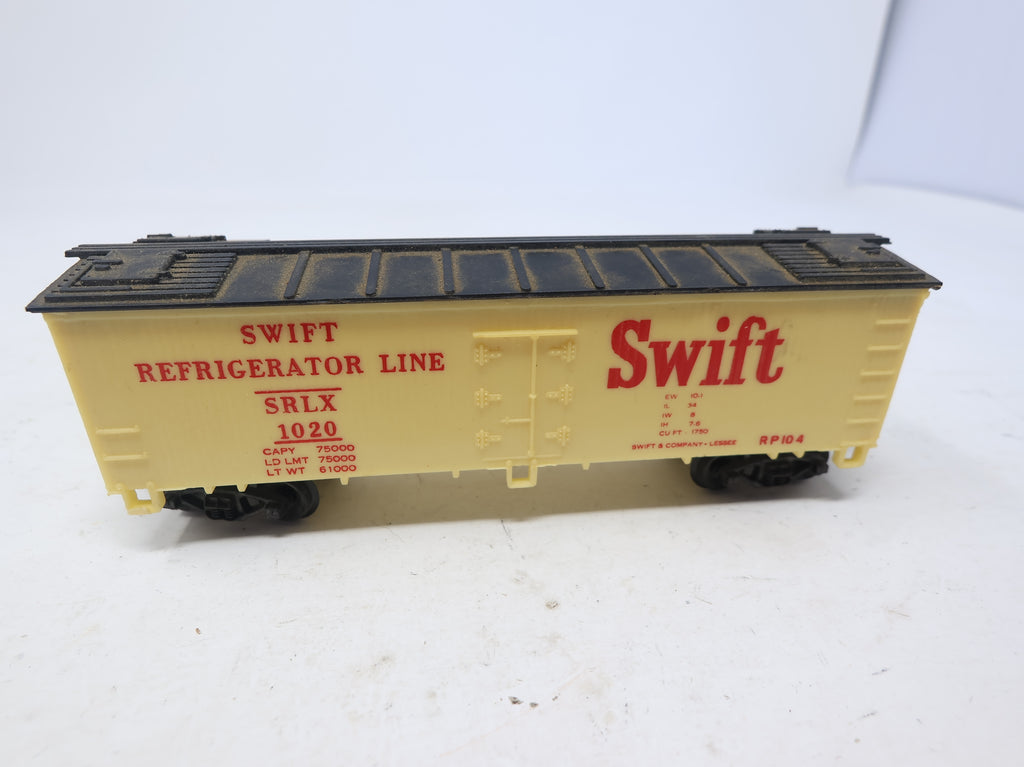 SWIFT
REFRIGERATOR LINE
SRLX
1020
CAPY 75000
LD LMT 75000
LT WT 61000
Swift
EW 10-1
IL 34
IW 8
IH 7-6
CU FT 1750
SWIFT & COMPANY - LESSEE
RP104